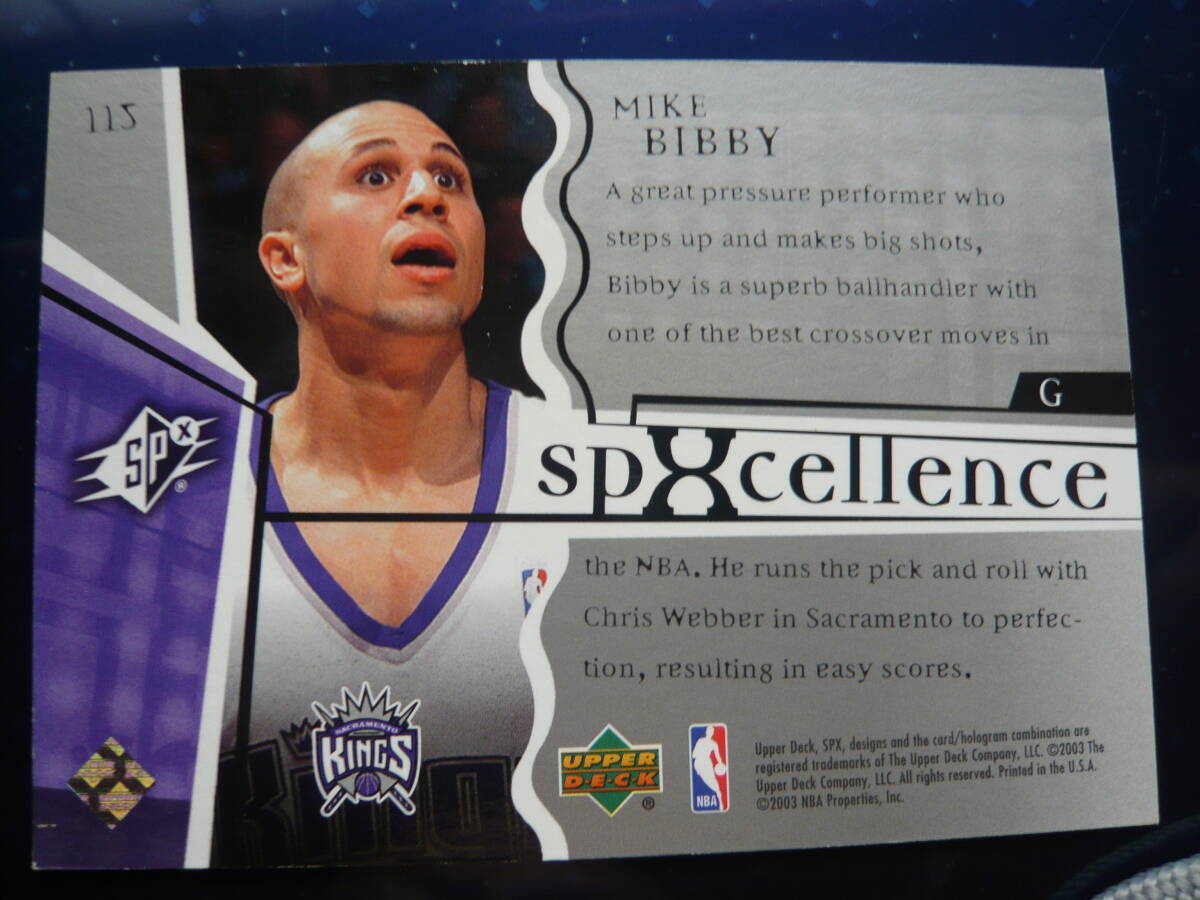 115
MIKE
BIBBY
A great pressure performer who
steps up and makes big shots,
Bibby is a superb ballhandler with
one of the best crossover moves in
G
spXcellence
SPx®
the NBA. He runs the pick and roll with
Chris Webber in Sacramento to perfec-
tion, resulting in easy scores.
SACRAMENTO
KINGS
UPPER
DECK®
NBA
Upper Deck, SPX, designs and the card/hologram combination are
registered trademarks of The Upper Deck Company, LLC. ©2003 The
Upper Deck Company, LLC. All rights reserved. Printed in the U.S.A.
©2003 NBA Properties, Inc.